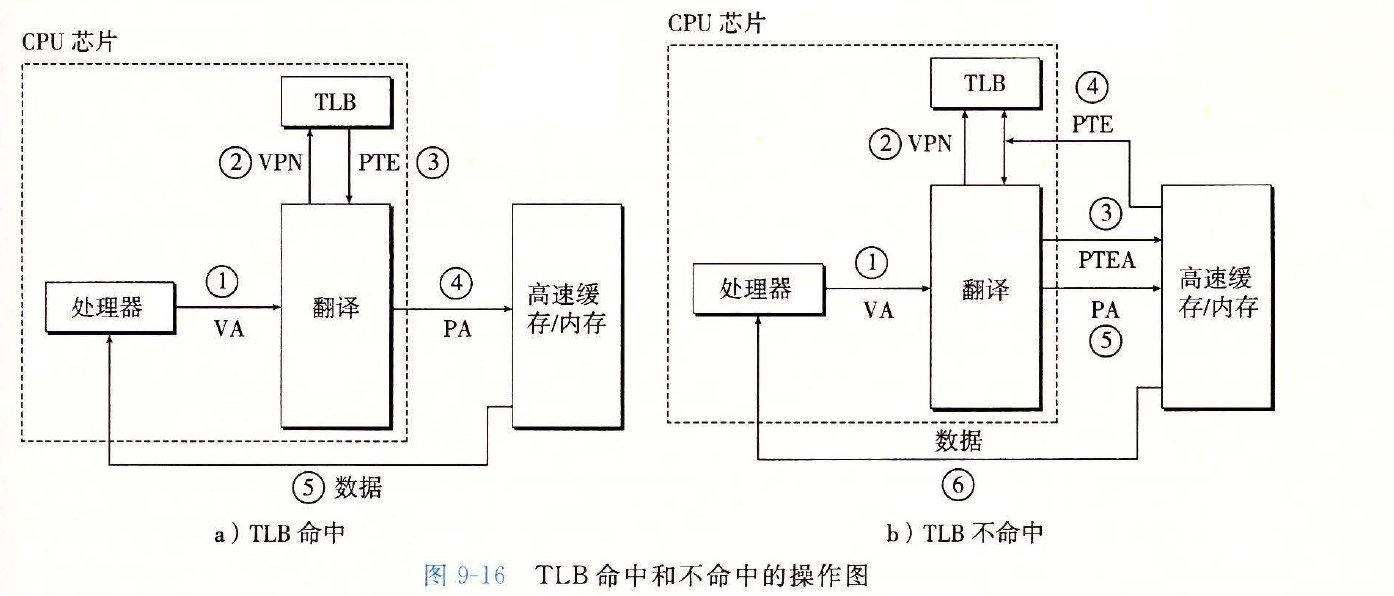 CPU 芯片
TLB
② VPN
PTE ③
处理器
①
VA
翻译
④
PA
高速缓
存/内存
⑤ 数据
a）TLB 命中
CPU 芯片
TLB
② VPN
④
PTE
处理器
①
VA
翻译
③
PTEA
PA
⑤
高速缓
存/内存
数据
⑥
b）TLB 不命中
图 9-16 TLB 命中和不命中的操作图